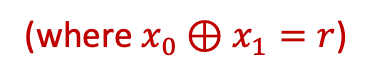 (where x₀ ⊕ x₁ = r)